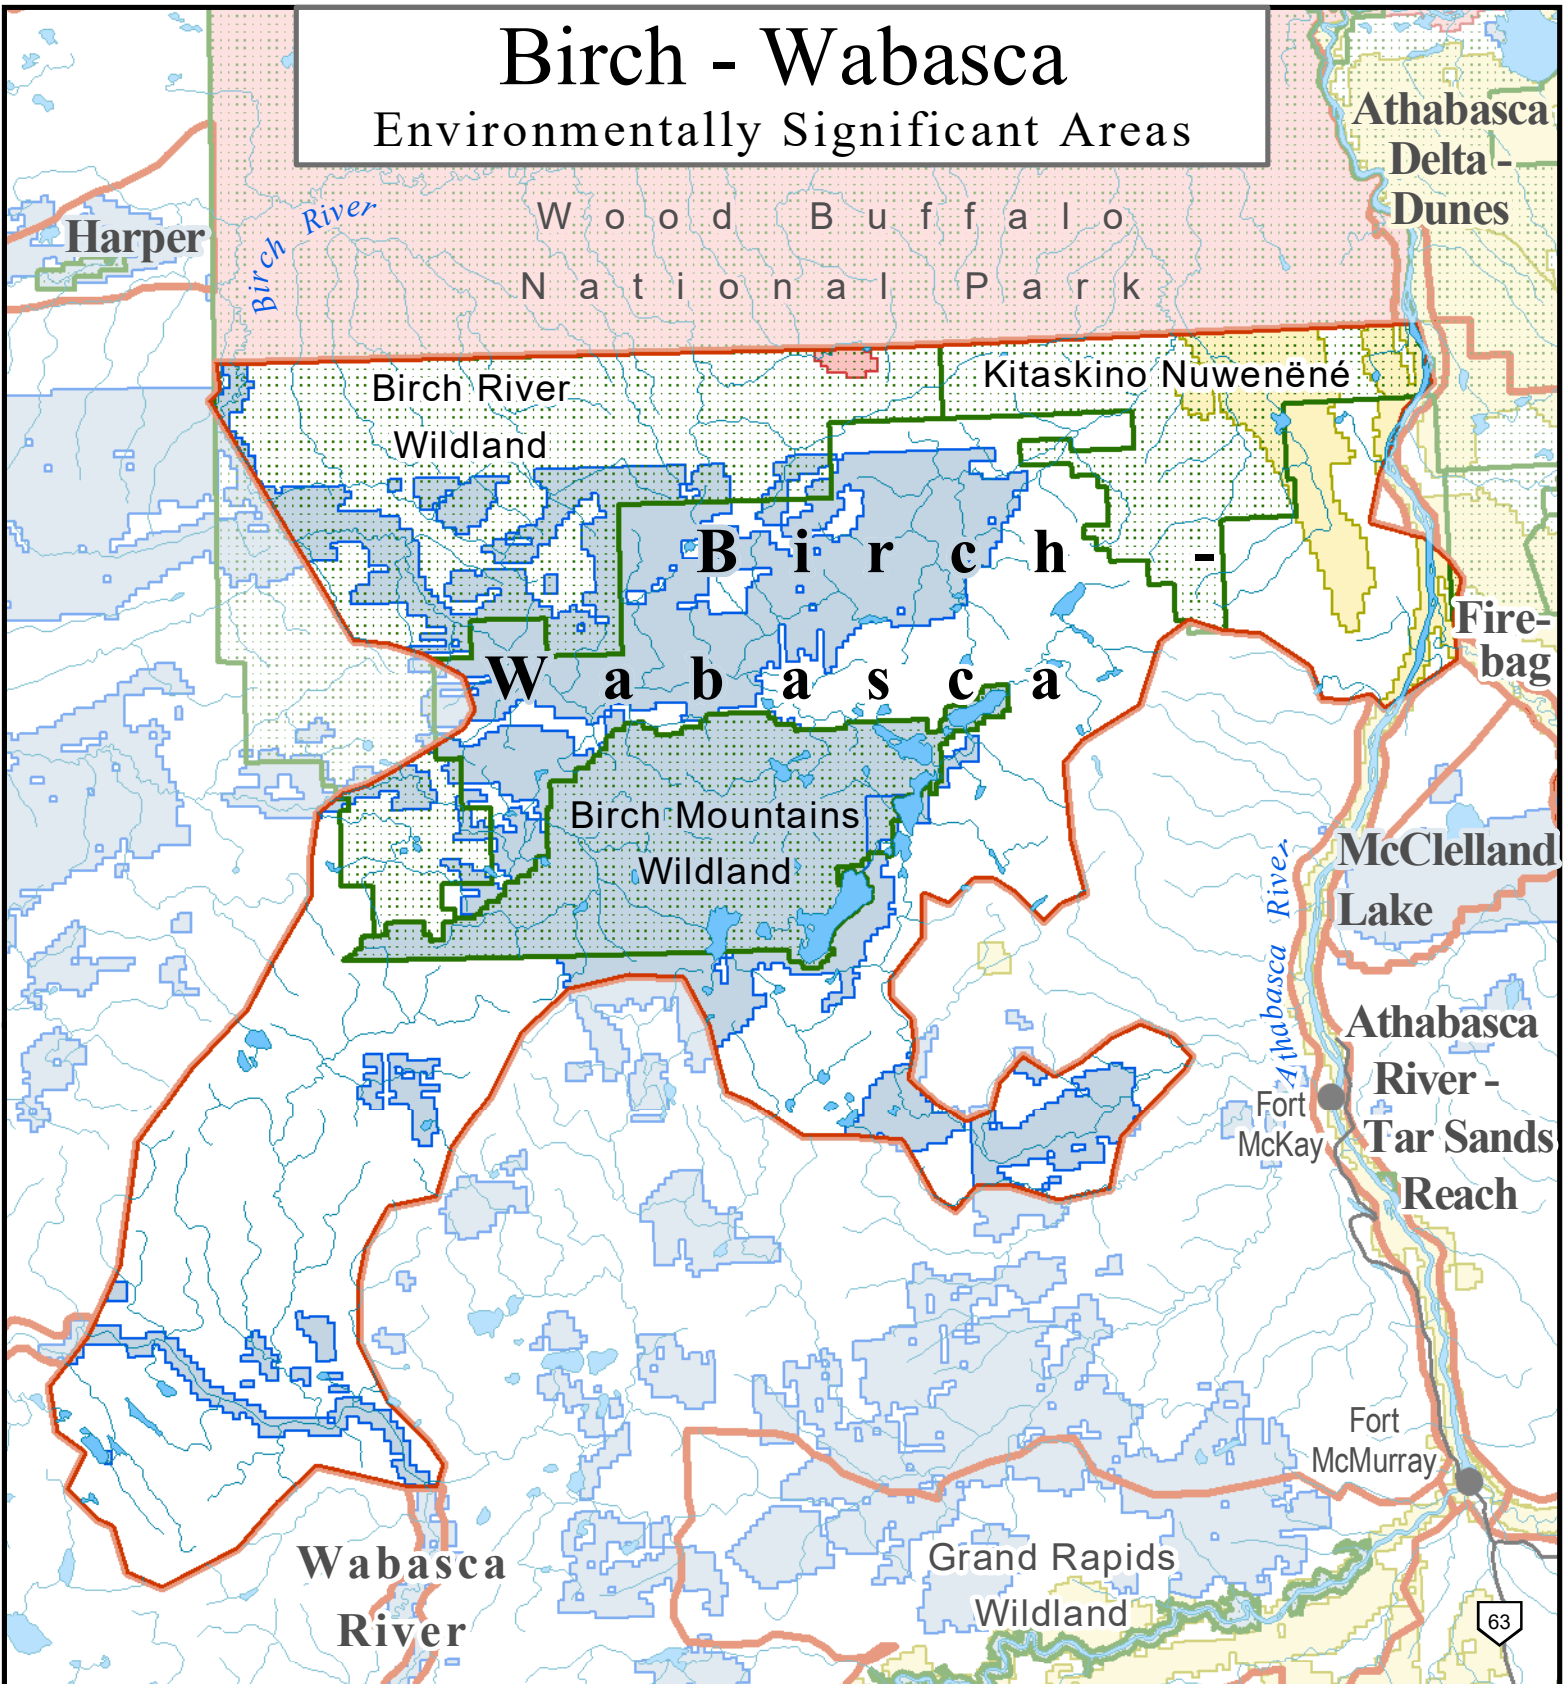 Birch - Wabasca
Environmentally Significant Areas
Athabasca
Delta -
Dunes
Wood Buffalo
National Park
Birch River
Harper
Birch River
Wildland
Kitaskino Nuwenëné
Birch -
Wabasca
Fire-
bag
Birch Mountains
Wildland
McClelland
Lake
Athabasca River
Athabasca
River -
Tar Sands
Reach
Fort
McKay
Fort
McMurray
Wabasca
River
Grand Rapids
Wildland
63